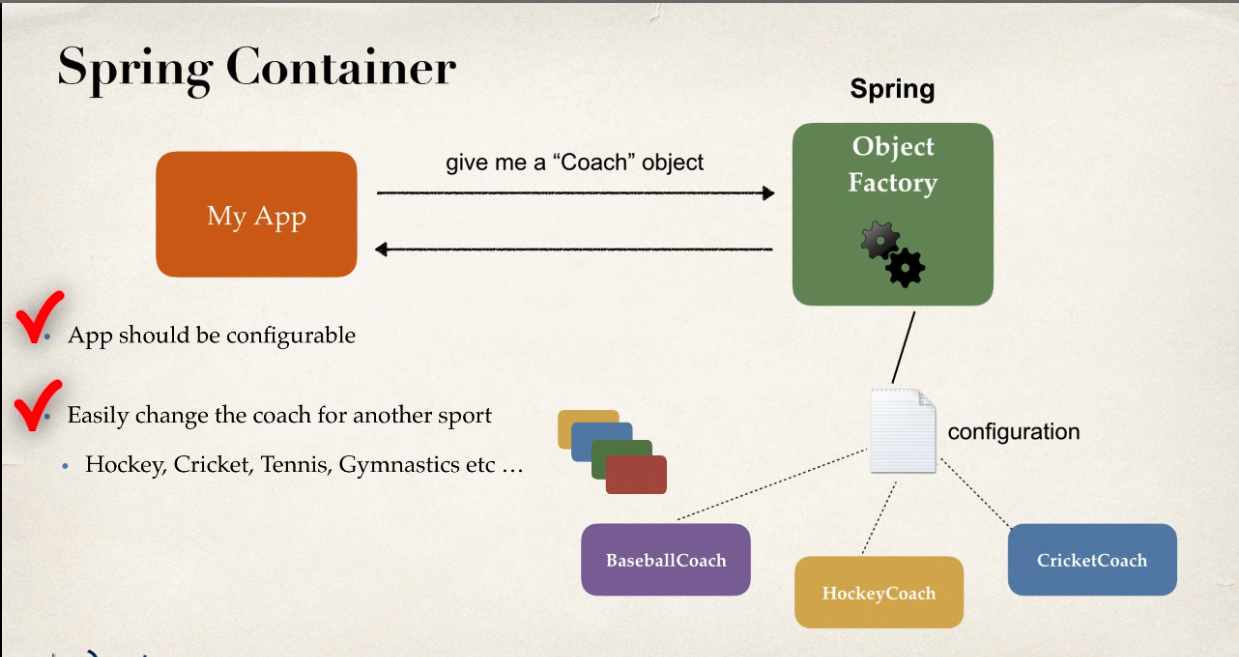 Spring Container
Spring
My App
give me a “Coach” object
Object
Factory
App should be configurable
Easily change the coach for another sport
Hockey, Cricket, Tennis, Gymnastics etc …
configuration
BaseballCoach
HockeyCoach
CricketCoach